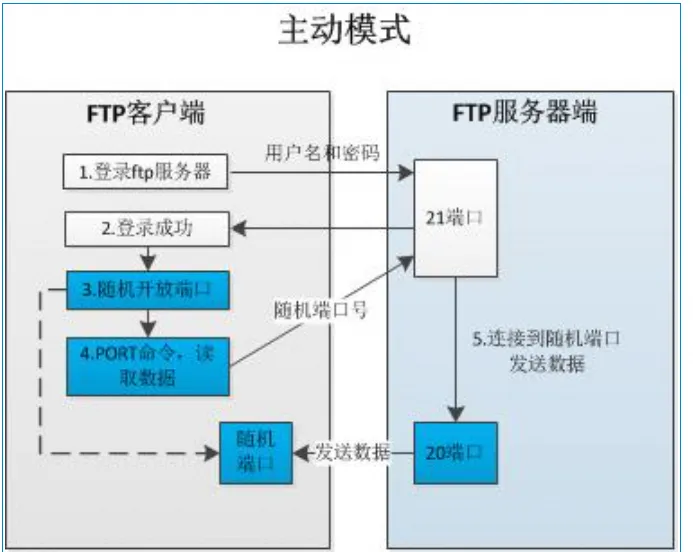 主动模式
FTP客户端
FTP服务器端
用户名和密码
1.登录ftp服务器
21端口
2.登录成功
3.随机开放端口
随机端口号
4.PORT命令，读
取数据
5.连接到随机端口
发送数据
随机
端口
发送数据
20端口